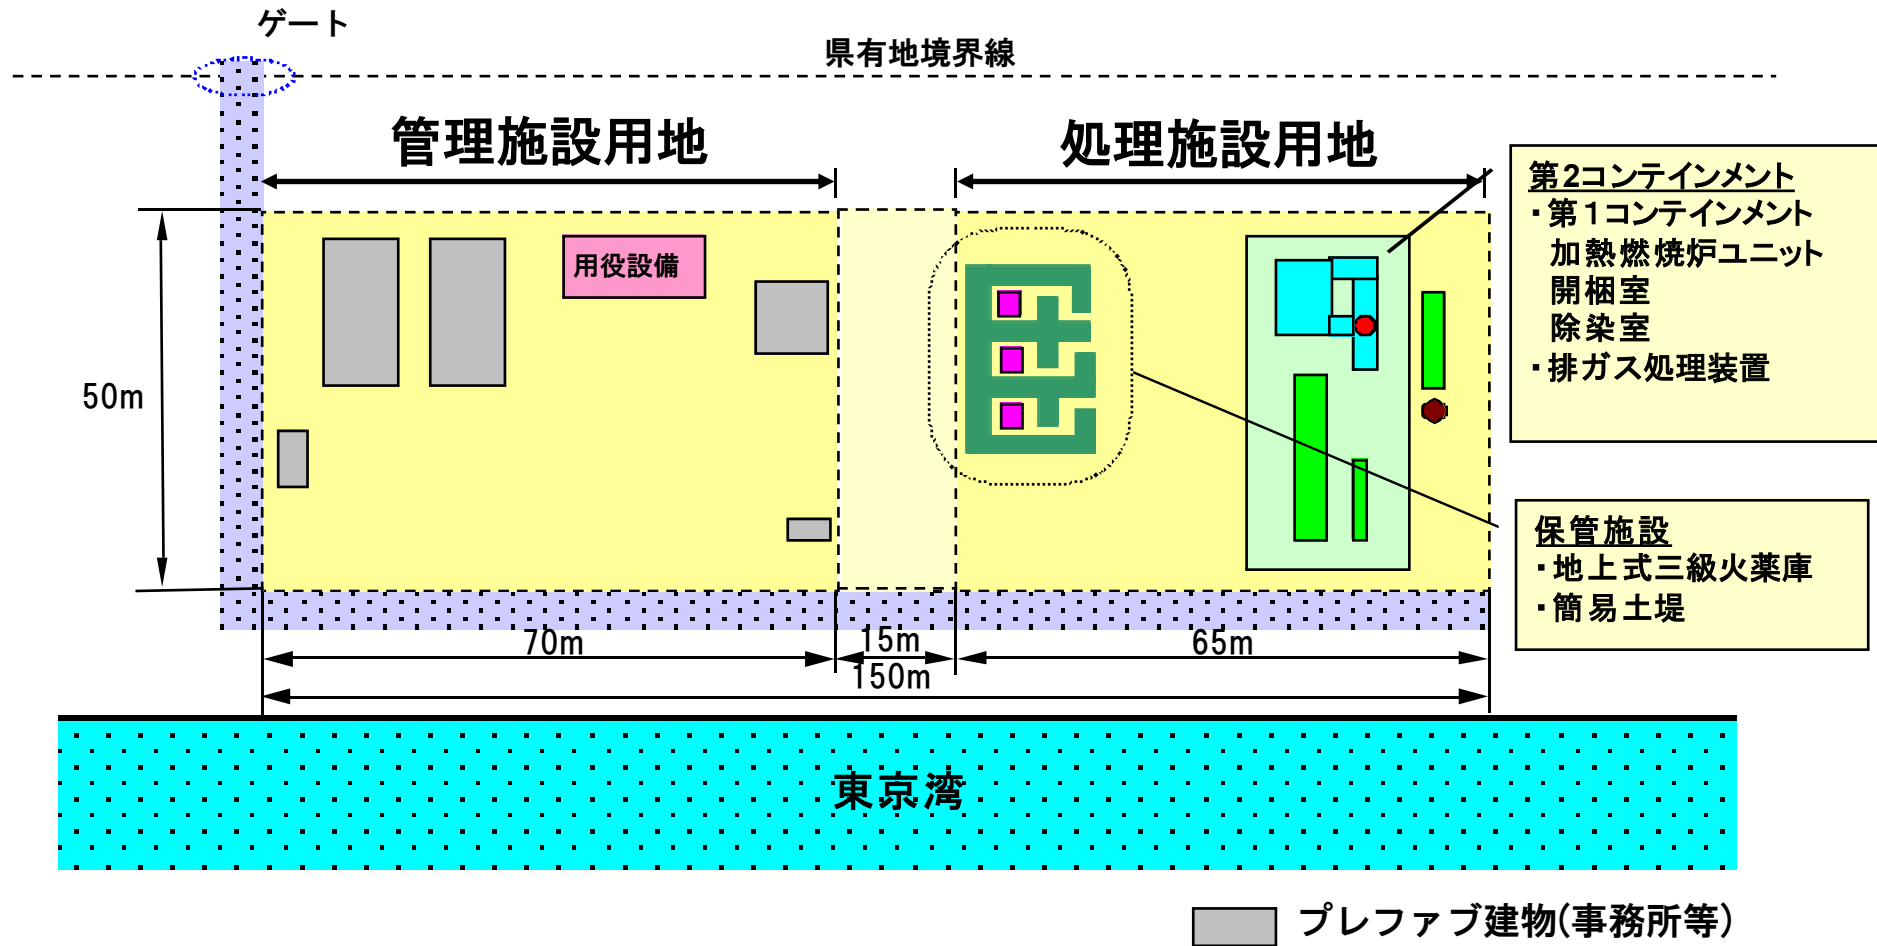 ゲート
県有地境界線
管理施設用地
処理施設用地
第2コンテインメント
・第１コンテインメント
加熱燃焼炉ユニット
開梱室
除染室
・排ガス処理装置
用役設備
50m
保管施設
・地上式三級火薬庫
・簡易土堤
70m
15m
65m
150m
東京湾
プレファブ建物(事務所等)